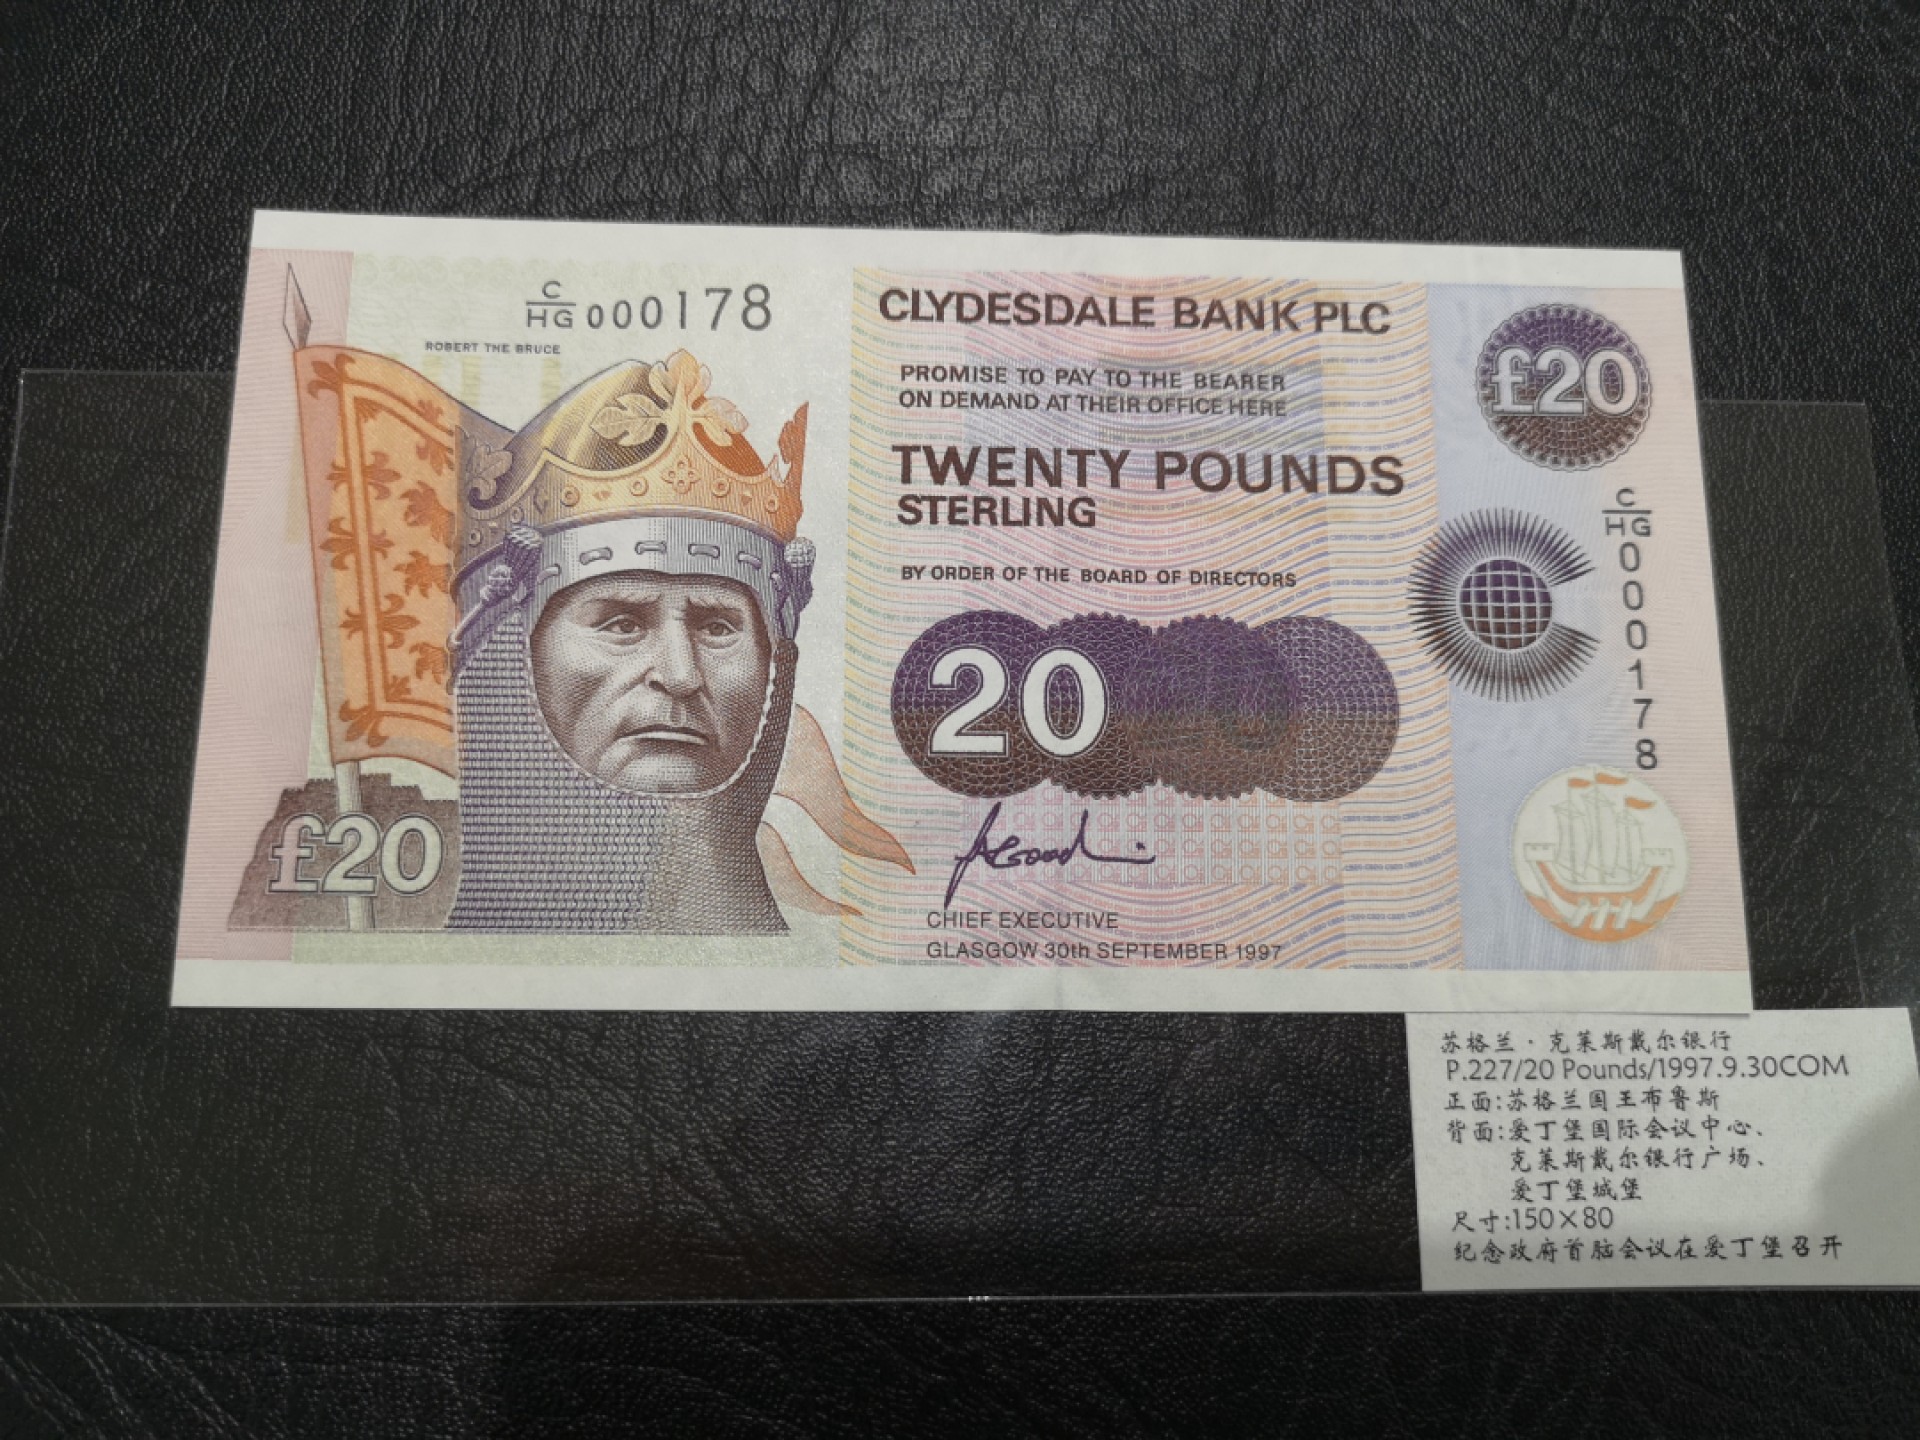 C/HG 000178
ROBERT THE BRUCE
CLYDESDALE BANK PLC
PROMISE TO PAY TO THE BEARER
ON DEMAND AT THEIR OFFICE HERE
TWENTY POUNDS
STERLING
BY ORDER OF THE BOARD OF DIRECTORS
20
CHIEF EXECUTIVE
GLASGOW 30th SEPTEMBER 1997
£20
£20
C/HG 000178
苏格兰·克莱斯戴尔银行
P.227/20 Pounds/1997.9.30COM
正面:苏格兰国王布鲁斯
背面:爱丁堡国际会议中心、
克莱斯戴尔银行广场、
爱丁堡城堡
尺寸:150×80
纪念政府首脑会议在爱丁堡召开